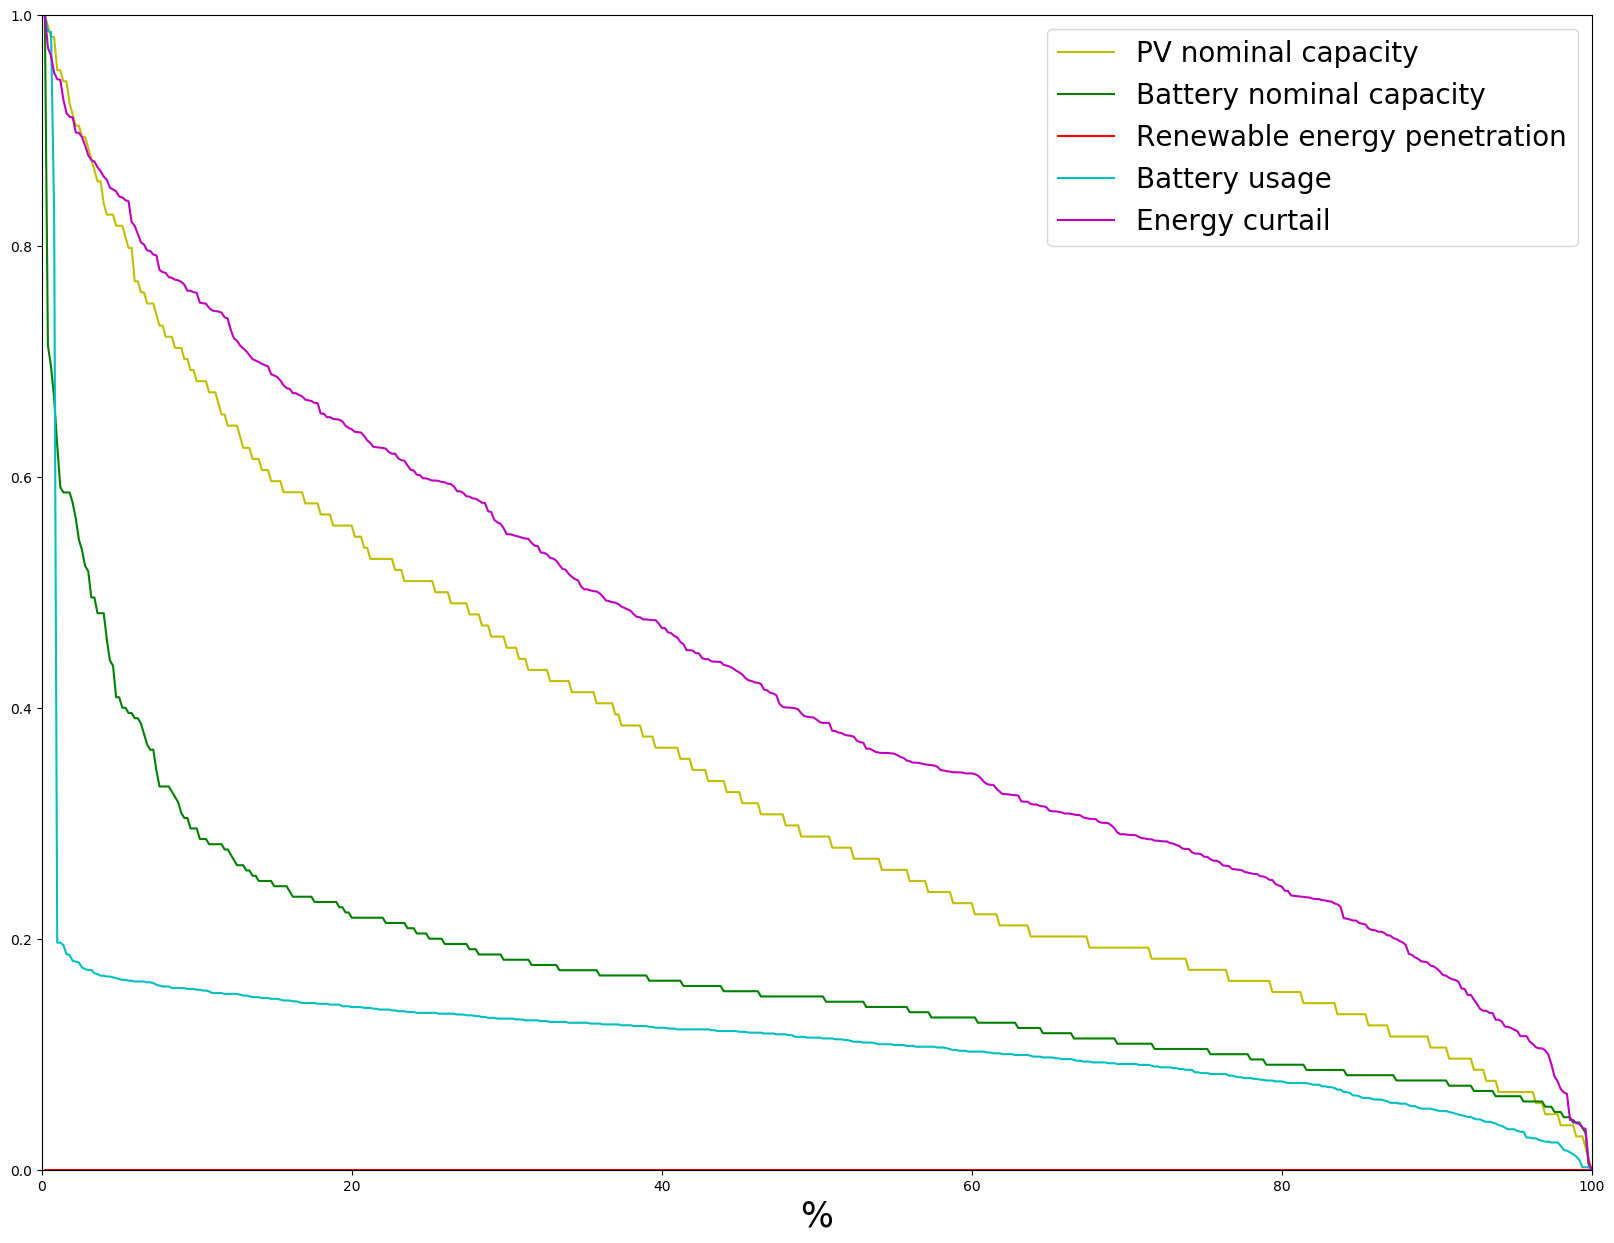 1.0
0.8
0.6
0.4
0.2
0.0
PV nominal capacity
Battery nominal capacity
Renewable energy penetration
Battery usage
Energy curtail
0 20 40 60 80 100
%